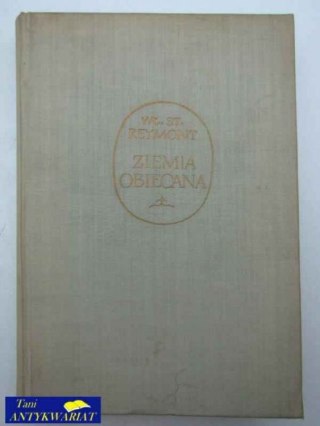 WŁ. ST.
REYMONT
ZIEMIA
OBIECANA
Tani
ANTYKWARIAT